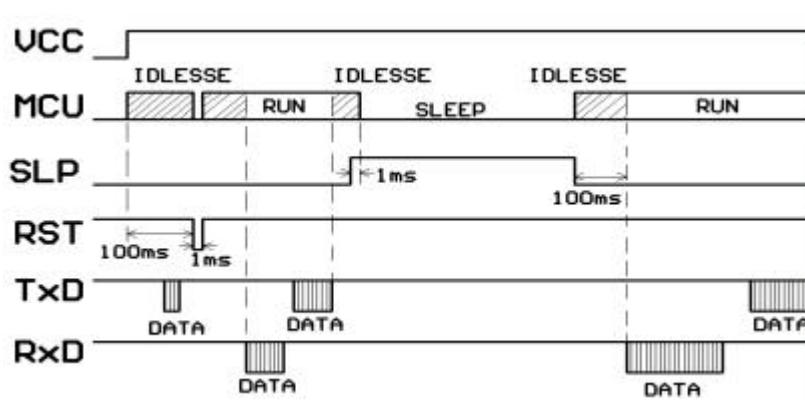 VCC
IDLESSE IDLESSE IDLESSE
MCU RUN SLEEP RUN
SLP 1ms
100ms
RST
100ms 1ms
TxD
DATA DATA DATA
RxD
DATA DATA